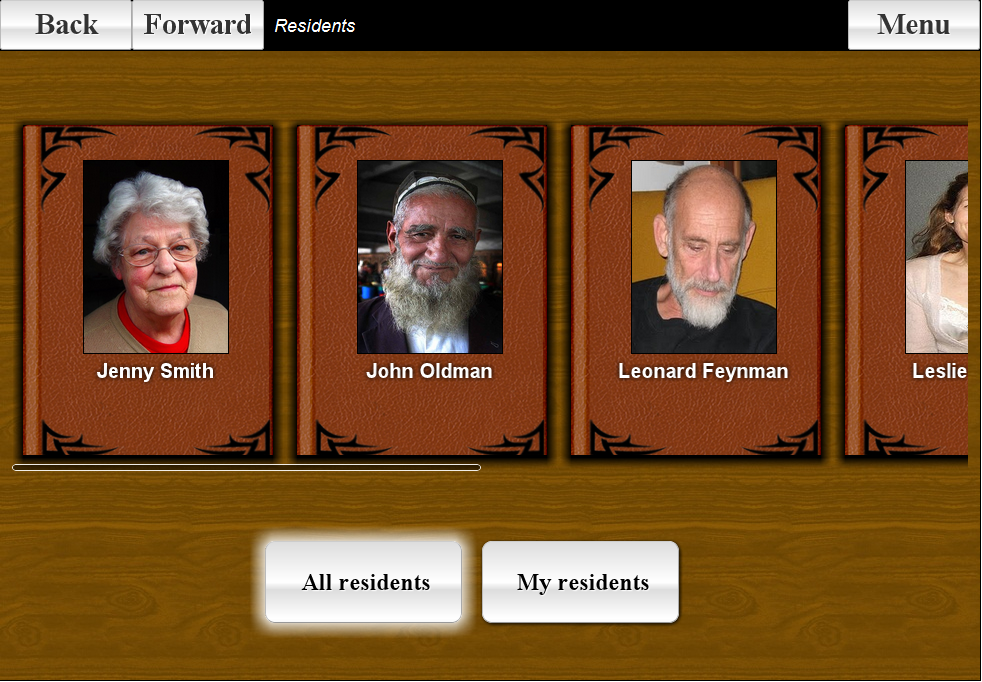 Back
Forward
Residents
Menu
Jenny Smith
John Oldman
Leonard Feynman
Leslie
All residents
My residents